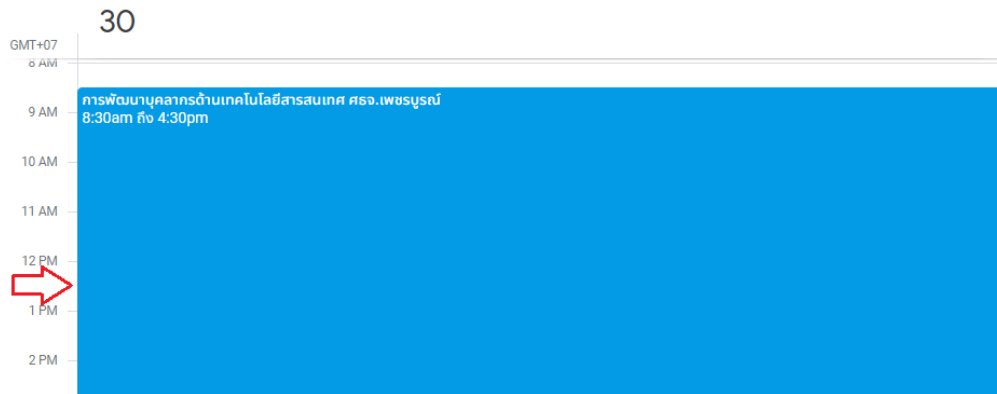 30
GMT+07
8 AM
การพัฒนาบุคลากรด้านเทคโนโลยีสารสนเทศ ศธจ.เพชรบูรณ์
8:30am ถึง 4:30pm
9 AM
10 AM
11 AM
12 PM
1 PM
2 PM